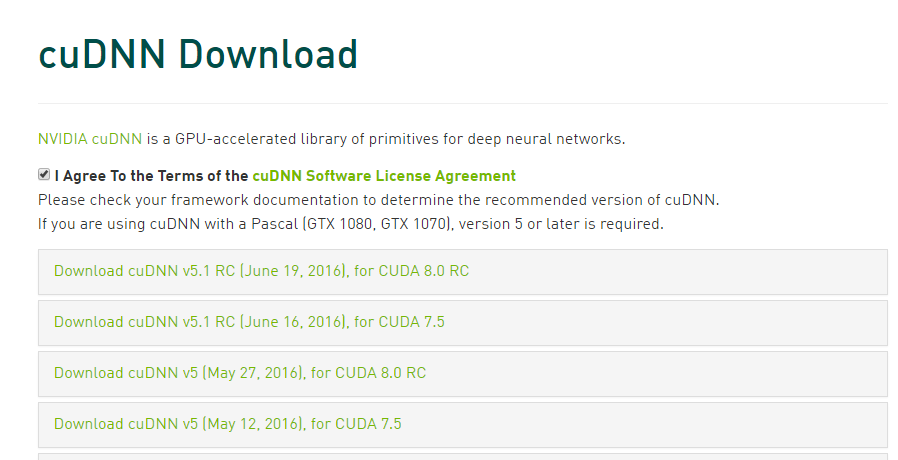 cuDNN Download
NVIDIA cuDNN is a GPU-accelerated library of primitives for deep neural networks.
I Agree To the Terms of the cuDNN Software License Agreement
Please check your framework documentation to determine the recommended version of cuDNN.
If you are using cuDNN with a Pascal (GTX 1080, GTX 1070), version 5 or later is required.
Download cuDNN v5.1 RC (June 19, 2016), for CUDA 8.0 RC
Download cuDNN v5.1 RC (June 16, 2016), for CUDA 7.5
Download cuDNN v5 (May 27, 2016), for CUDA 8.0 RC
Download cuDNN v5 (May 12, 2016), for CUDA 7.5